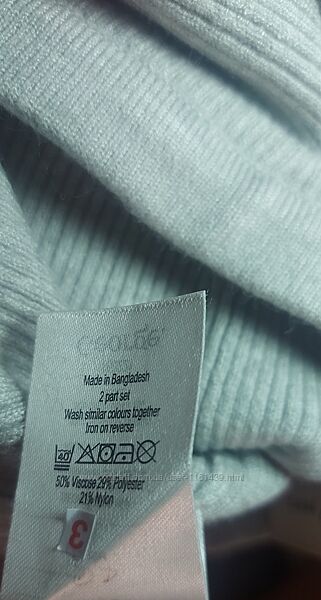 Made in Bangladesh
2 part set
Wash similar colours together
Iron on reverse
40
50% Viscose 29% Polyester
21% Nylon
3